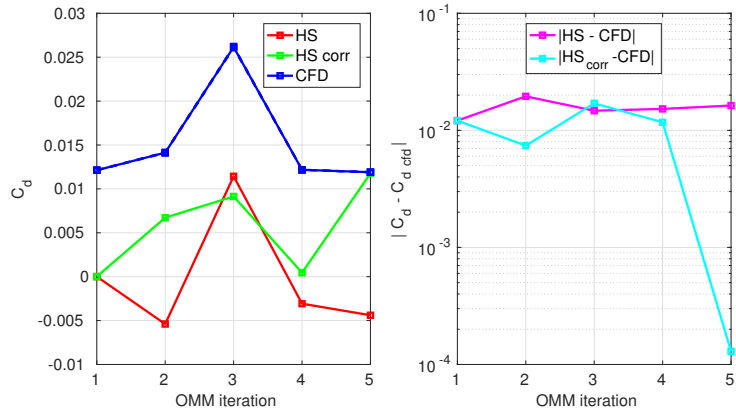 0.03
0.025
0.02
0.015
0.01
0.005
0
-0.005
-0.01
C_d
1 2 3 4 5
OMM iteration
HS
HS corr
CFD
10^-1
10^-2
10^-3
10^-4
| C_d - C_d cfd |
1 2 3 4 5
OMM iteration
|HS - CFD|
|HS_corr -CFD|